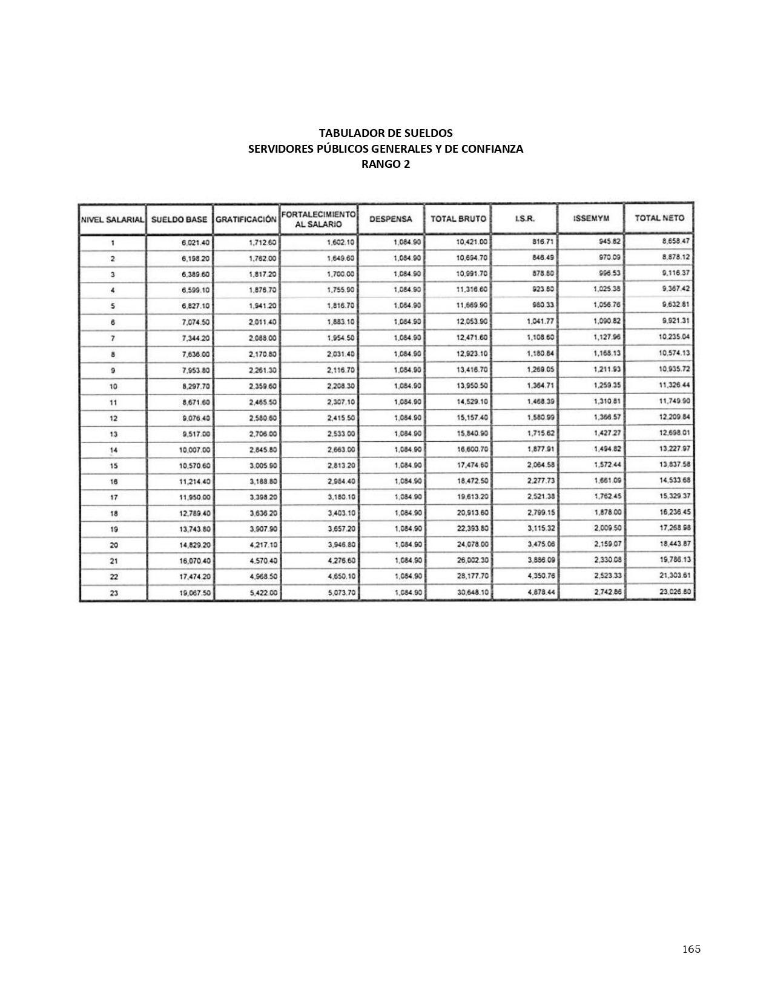 TABULADOR DE SUELDOS
SERVIDORES PÚBLICOS GENERALES Y DE CONFIANZA
RANGO 2
NIVEL SALARIAL SUELDO BASE GRATIFICACIÓN FORTALECIMIENTO AL SALARIO DESPENSA TOTAL BRUTO I.S.R. ISSEMYM TOTAL NETO
1 6,021.40 1,712.60 1,602.10 1,084.90 10,421.00 816.71 945.82 8,658.47
2 6,198.20 1,762.00 1,649.60 1,084.90 10,694.70 846.49 970.09 8,878.12
3 6,389.60 1,817.20 1,700.00 1,084.90 10,991.70 878.80 996.53 9,116.37
4 6,599.10 1,876.70 1,755.90 1,084.90 11,316.60 923.80 1,025.38 9,367.42
5 6,827.10 1,941.20 1,816.70 1,084.90 11,669.90 980.33 1,056.76 9,632.81
6 7,074.50 2,011.40 1,883.10 1,084.90 12,053.90 1,041.77 1,090.82 9,921.31
7 7,344.20 2,088.00 1,954.50 1,084.90 12,471.60 1,108.60 1,127.96 10,235.04
8 7,636.00 2,170.80 2,031.40 1,084.90 12,923.10 1,180.84 1,168.13 10,574.13
9 7,953.80 2,261.30 2,116.70 1,084.90 13,416.70 1,269.05 1,211.93 10,935.72
10 8,297.70 2,359.60 2,208.30 1,084.90 13,950.50 1,364.71 1,259.35 11,326.44
11 8,671.60 2,465.50 2,307.10 1,084.90 14,529.10 1,468.39 1,310.81 11,749.90
12 9,076.40 2,580.60 2,415.50 1,084.90 15,157.40 1,580.99 1,366.57 12,209.84
13 9,517.00 2,706.00 2,533.00 1,084.90 15,840.90 1,715.62 1,427.27 12,698.01
14 10,007.00 2,845.80 2,663.00 1,084.90 16,600.70 1,877.91 1,494.82 13,227.97
15 10,570.60 3,005.90 2,813.20 1,084.90 17,474.60 2,064.58 1,572.44 13,837.58
16 11,214.40 3,188.80 2,984.40 1,084.90 18,472.50 2,277.73 1,661.09 14,533.68
17 11,950.00 3,398.20 3,180.10 1,084.90 19,613.20 2,521.38 1,762.45 15,329.37
18 12,789.40 3,636.20 3,403.10 1,084.90 20,913.60 2,799.15 1,878.00 16,236.45
19 13,743.80 3,907.90 3,657.20 1,084.90 22,393.80 3,115.32 2,009.50 17,268.98
20 14,829.20 4,217.10 3,946.80 1,084.90 24,078.00 3,475.06 2,159.07 18,443.87
21 16,070.40 4,570.40 4,276.60 1,084.90 26,002.30 3,886.09 2,330.08 19,786.13
22 17,474.20 4,968.50 4,650.10 1,084.90 28,177.70 4,350.76 2,523.33 21,303.61
23 19,067.50 5,422.00 5,073.70 1,084.90 30,648.10 4,878.44 2,742.86 23,026.80
165